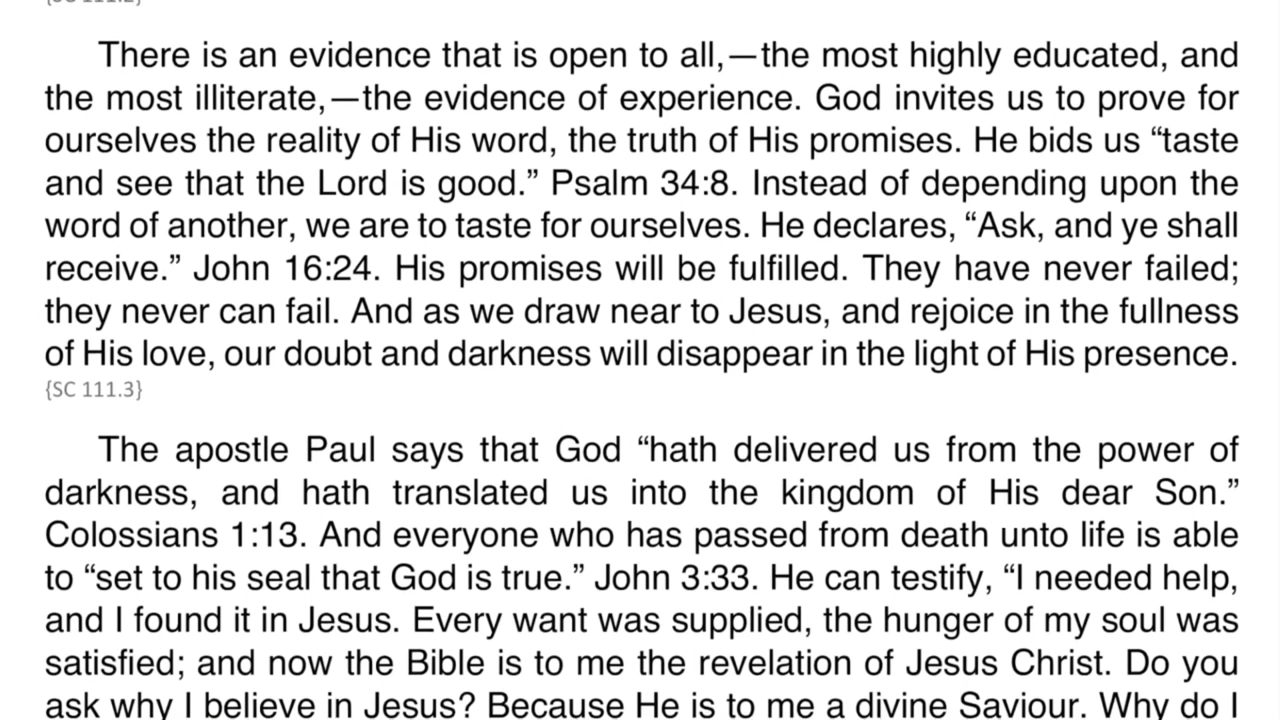 There is an evidence that is open to all,—the most highly educated, and
the most illiterate,—the evidence of experience. God invites us to prove for
ourselves the reality of His word, the truth of His promises. He bids us “taste
and see that the Lord is good.” Psalm 34:8. Instead of depending upon the
word of another, we are to taste for ourselves. He declares, “Ask, and ye shall
receive.” John 16:24. His promises will be fulfilled. They have never failed;
they never can fail. And as we draw near to Jesus, and rejoice in the fullness
of His love, our doubt and darkness will disappear in the light of His presence.
{SC 111.3}
The apostle Paul says that God “hath delivered us from the power of
darkness, and hath translated us into the kingdom of His dear Son.”
Colossians 1:13. And everyone who has passed from death unto life is able
to “set to his seal that God is true.” John 3:33. He can testify, “I needed help,
and I found it in Jesus. Every want was supplied, the hunger of my soul was
satisfied; and now the Bible is to me the revelation of Jesus Christ. Do you
ask why I believe in Jesus? Because He is to me a divine Saviour. Why do I